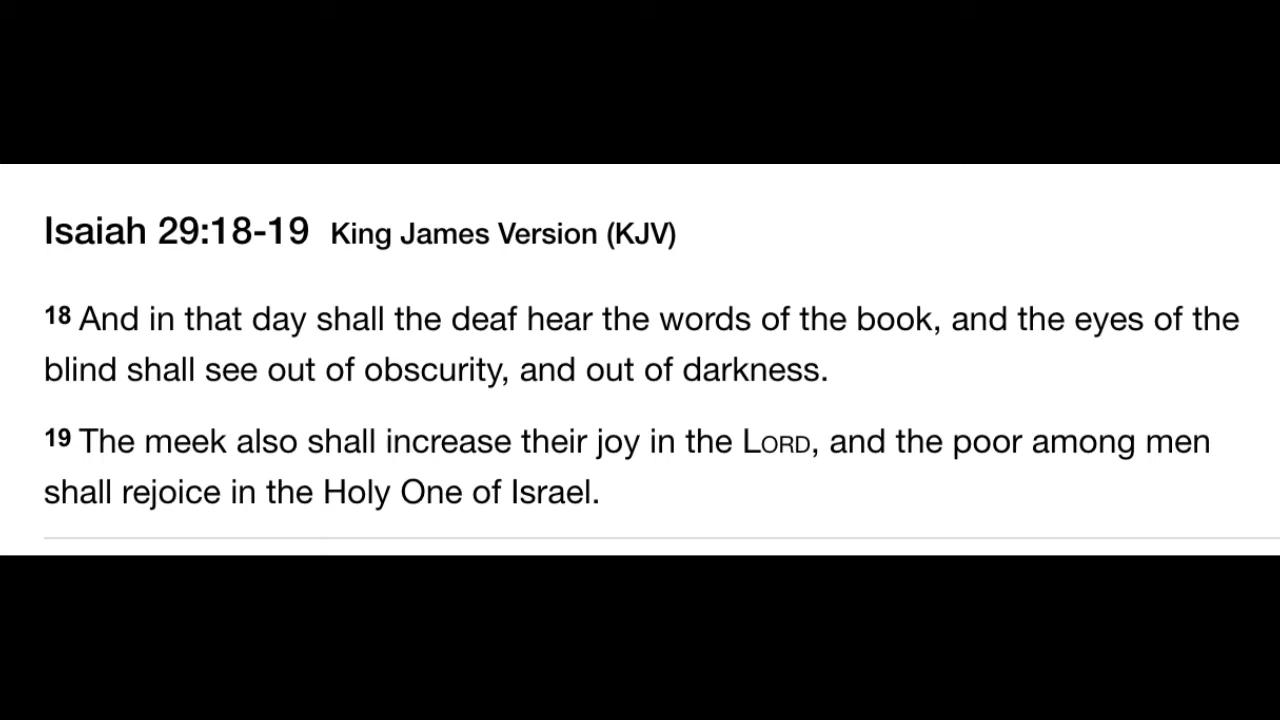 Isaiah 29:18-19 King James Version (KJV)
18 And in that day shall the deaf hear the words of the book, and the eyes of the
blind shall see out of obscurity, and out of darkness.
19 The meek also shall increase their joy in the LORD, and the poor among men
shall rejoice in the Holy One of Israel.